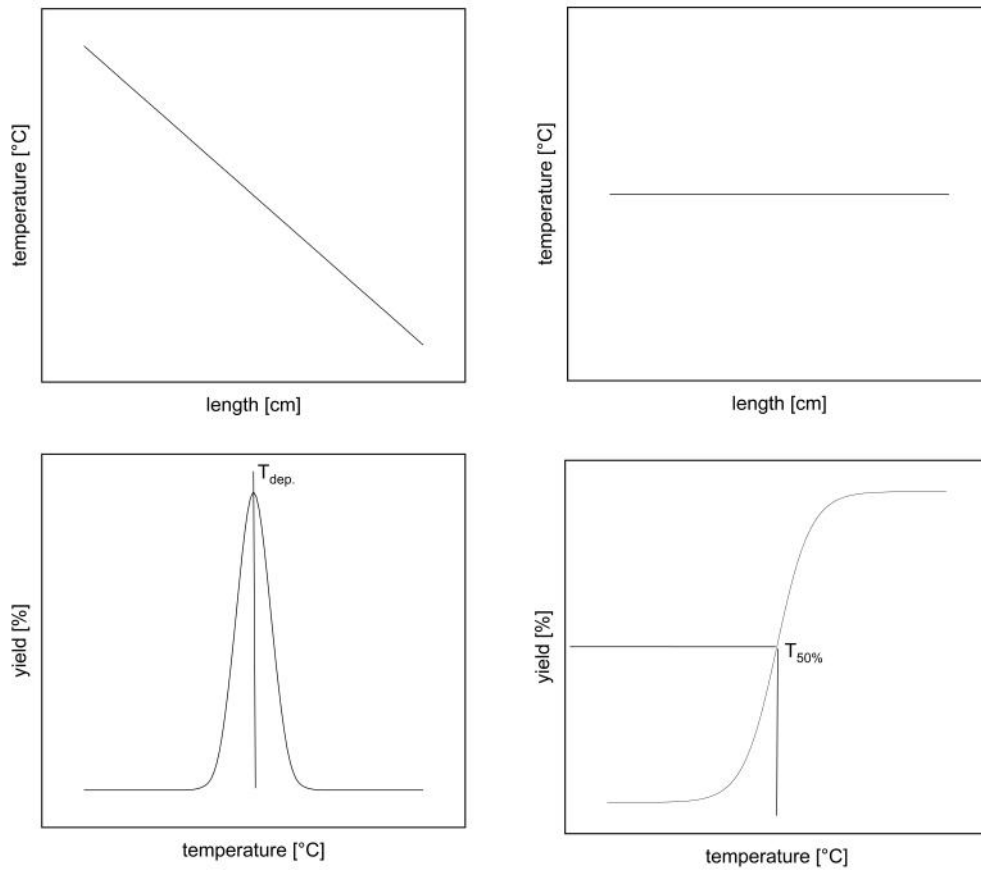 temperature [°C]
length [cm]
temperature [°C]
length [cm]
T_dep.
yield [%]
temperature [°C]
T_50%
yield [%]
temperature [°C]